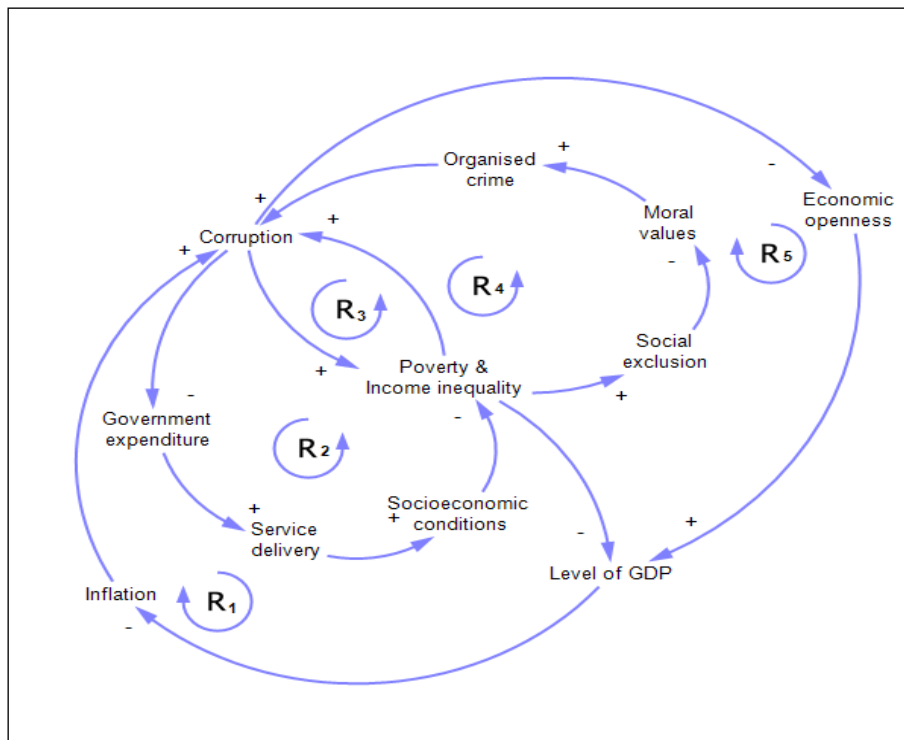 +
Organised
crime
-
Economic
openness
+
+
Moral
values
+
Corruption
-
R5
R4
R3
Social
exclusion
+
Poverty &
Income inequality
+
-
Government
expenditure
-
R2
Socioeconomic
conditions
+
+
Service
delivery
+
-
Level of GDP
Inflation
R1
-